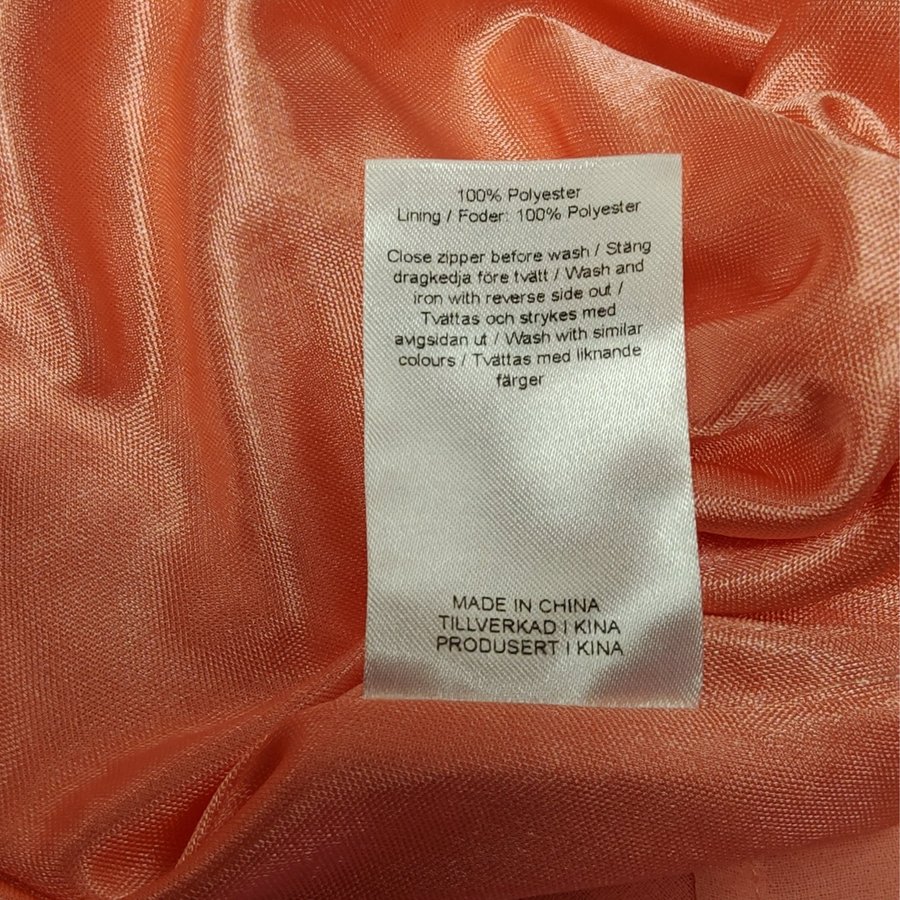 100% Polyester
Lining / Foder: 100% Polyester
Close zipper before wash / Stäng
dragkedja före tvätt / Wash and
iron with reverse side out /
Tvättas och strykes med
avigsidan ut / Wash with similar
colours / Tvättas med liknande
färger
MADE IN CHINA
TILLVERKAD I KINA
PRODUSERT I KINA